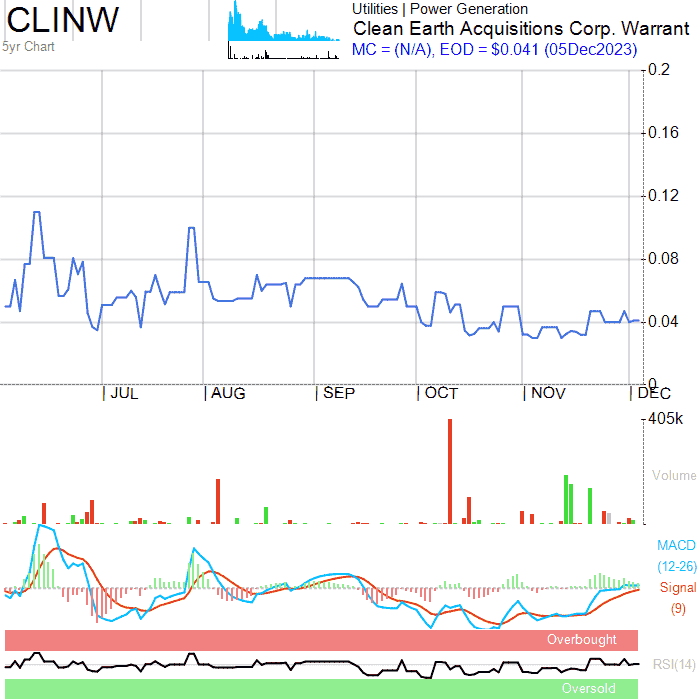 CLINW
5yr Chart
Utilities | Power Generation
Clean Earth Acquisitions Corp. Warrant
MC = (N/A), EOD = $0.041 (05Dec2023)
0.2
0.16
0.12
0.08
0.04
0
JUL
AUG
SEP
OCT
NOV
DEC
405k
Volume
MACD
(12-26)
Signal
(9)
Overbought
RSI(14)
Oversold